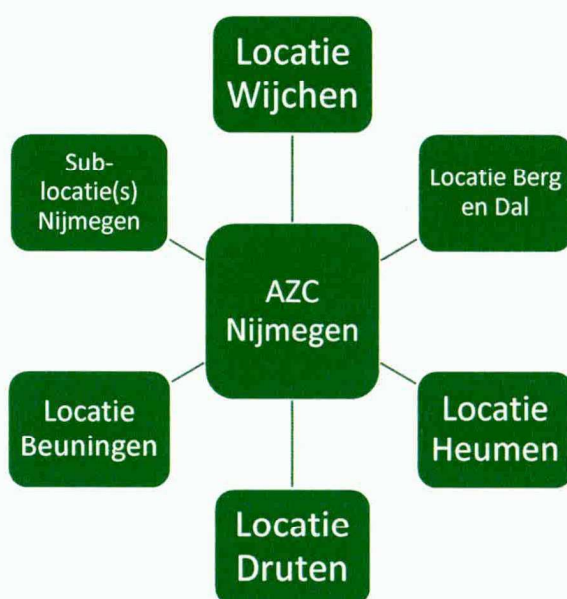 Locatie
Wijchen
Sub-
locatie(s)
Nijmegen
Locatie Berg
en Dal
AZC
Nijmegen
Locatie
Beuningen
Locatie
Heumen
Locatie
Druten